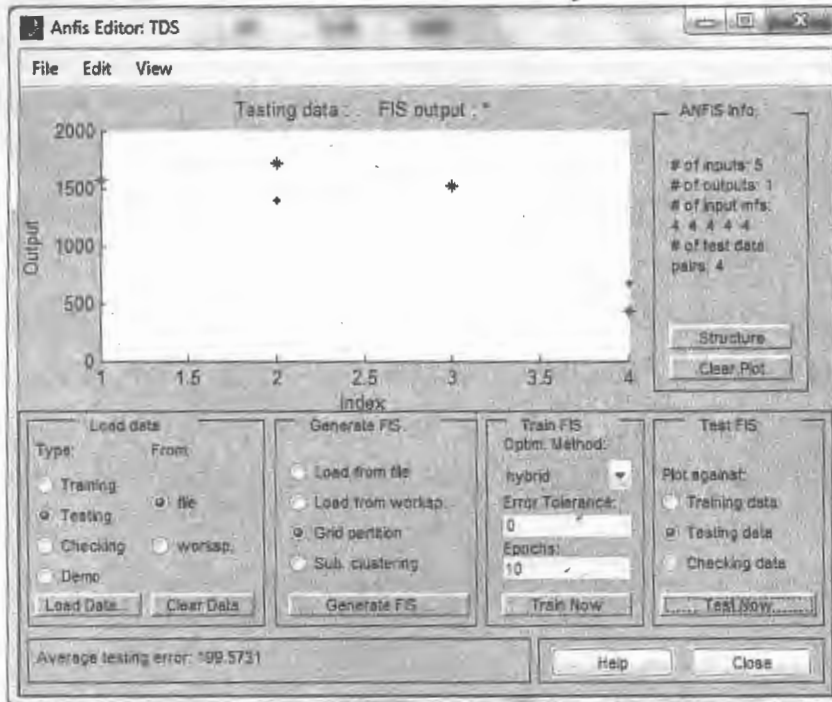 Anfis Editor: TDS
File Edit View
Testing data : . FIS output : *
2000
1500
1000
500
0
Output
1 1.5 2 2.5 3 3.5 4
Index
ANFIS Info.
# of inputs: 5
# of outputs: 1
# of input mfs:
4 4 4 4 4
# of test data
pairs: 4
Structure
Clear Plot
Load data
Type: From:
Training
Testing
Checking
Demo
file
worksp.
Load Data... Clear Data
Generate FIS
Load from file
Load from worksp.
Grid partition
Sub. clustering
Generate FIS
Train FIS
Optim. Method:
hybrid
Error Tolerance:
0
Epochs:
10
Train Now
Test FIS
Plot against:
Training data
Testing data
Checking data
Test Now
Average testing error: 199.5731
Help Close